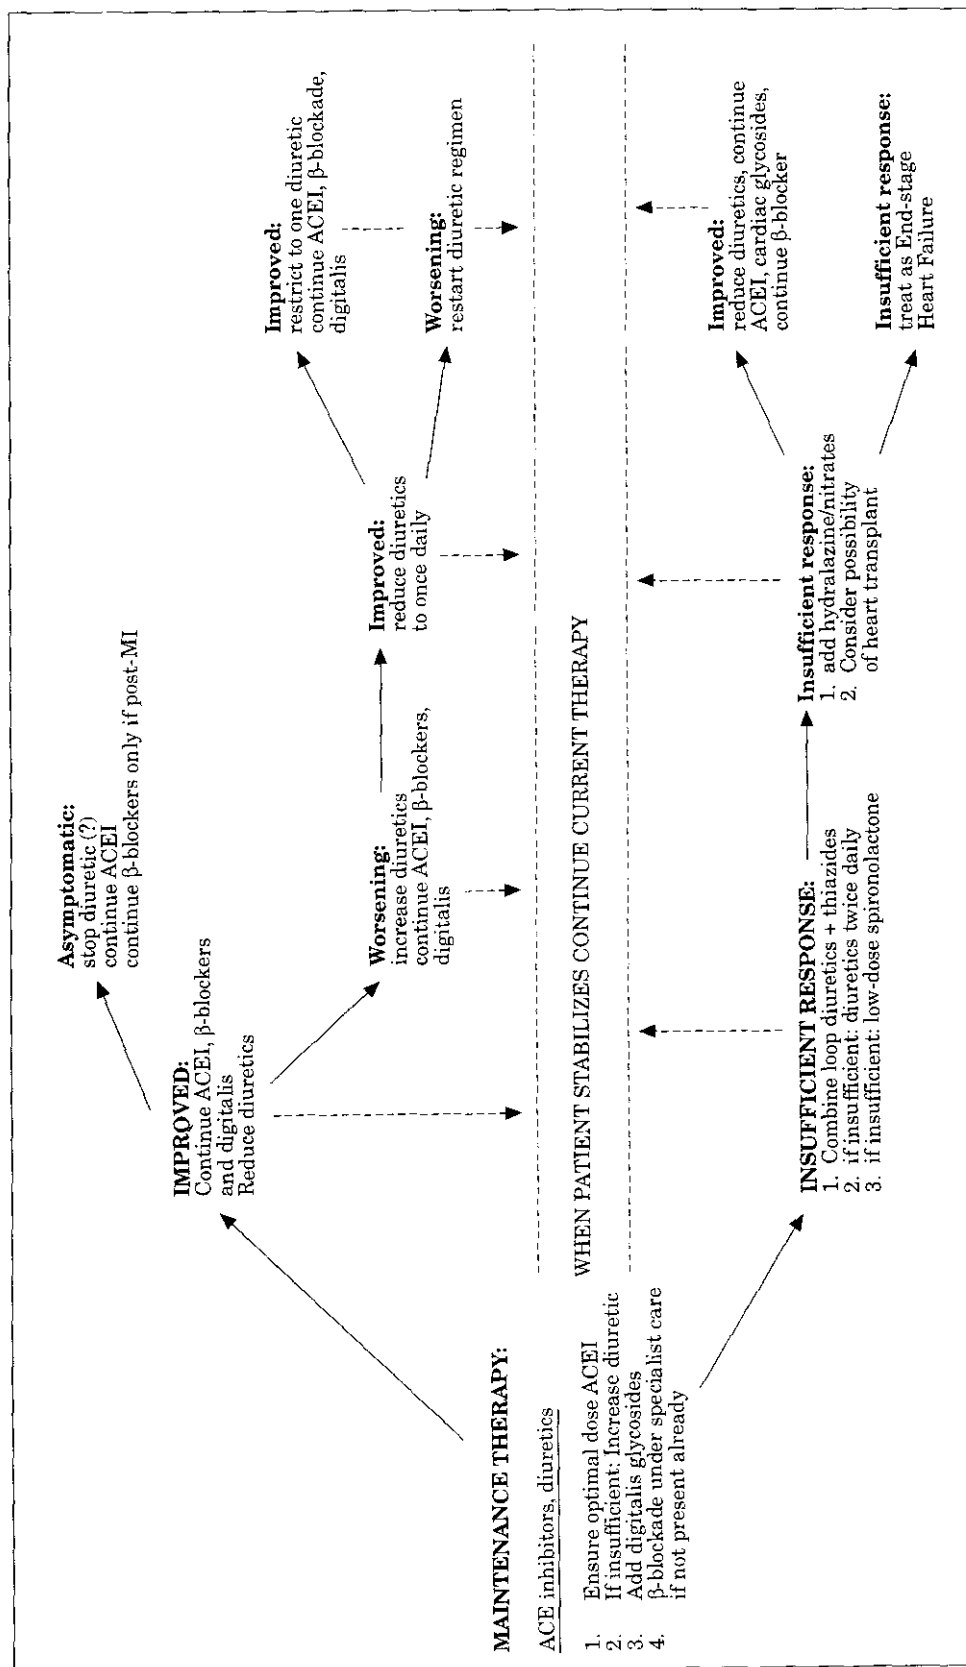 MAINTENANCE THERAPY:
ACE inhibitors, diuretics
1. Ensure optimal dose ACEI
2. If insufficient: Increase diuretic
3. Add digitalis glycosides
4. β-blockade under specialist care
if not present already
IMPROVED:
Continue ACEI, β-blockers
and digitalis
Reduce diuretics
Asymptomatic:
stop diuretic (?)
continue ACEI
continue β-blockers only if post-MI
Worsening:
increase diuretics
continue ACEI, β-blockers,
digitalis
Improved:
reduce diuretics
to once daily
Improved:
restrict to one diuretic
continue ACEI, β-blockade,
digitalis
Worsening:
restart diuretic regimen
WHEN PATIENT STABILIZES CONTINUE CURRENT THERAPY
INSUFFICIENT RESPONSE:
1. Combine loop diuretics + thiazides
2. if insufficient: diuretics twice daily
3. if insufficient: low-dose spironolactone
Insufficient response:
1. add hydralazine/nitrates
2. Consider possibility
of heart transplant
Improved:
reduce diuretics, continue
ACEI, cardiac glycosides,
continue β-blocker
Insufficient response:
treat as End-stage
Heart Failure